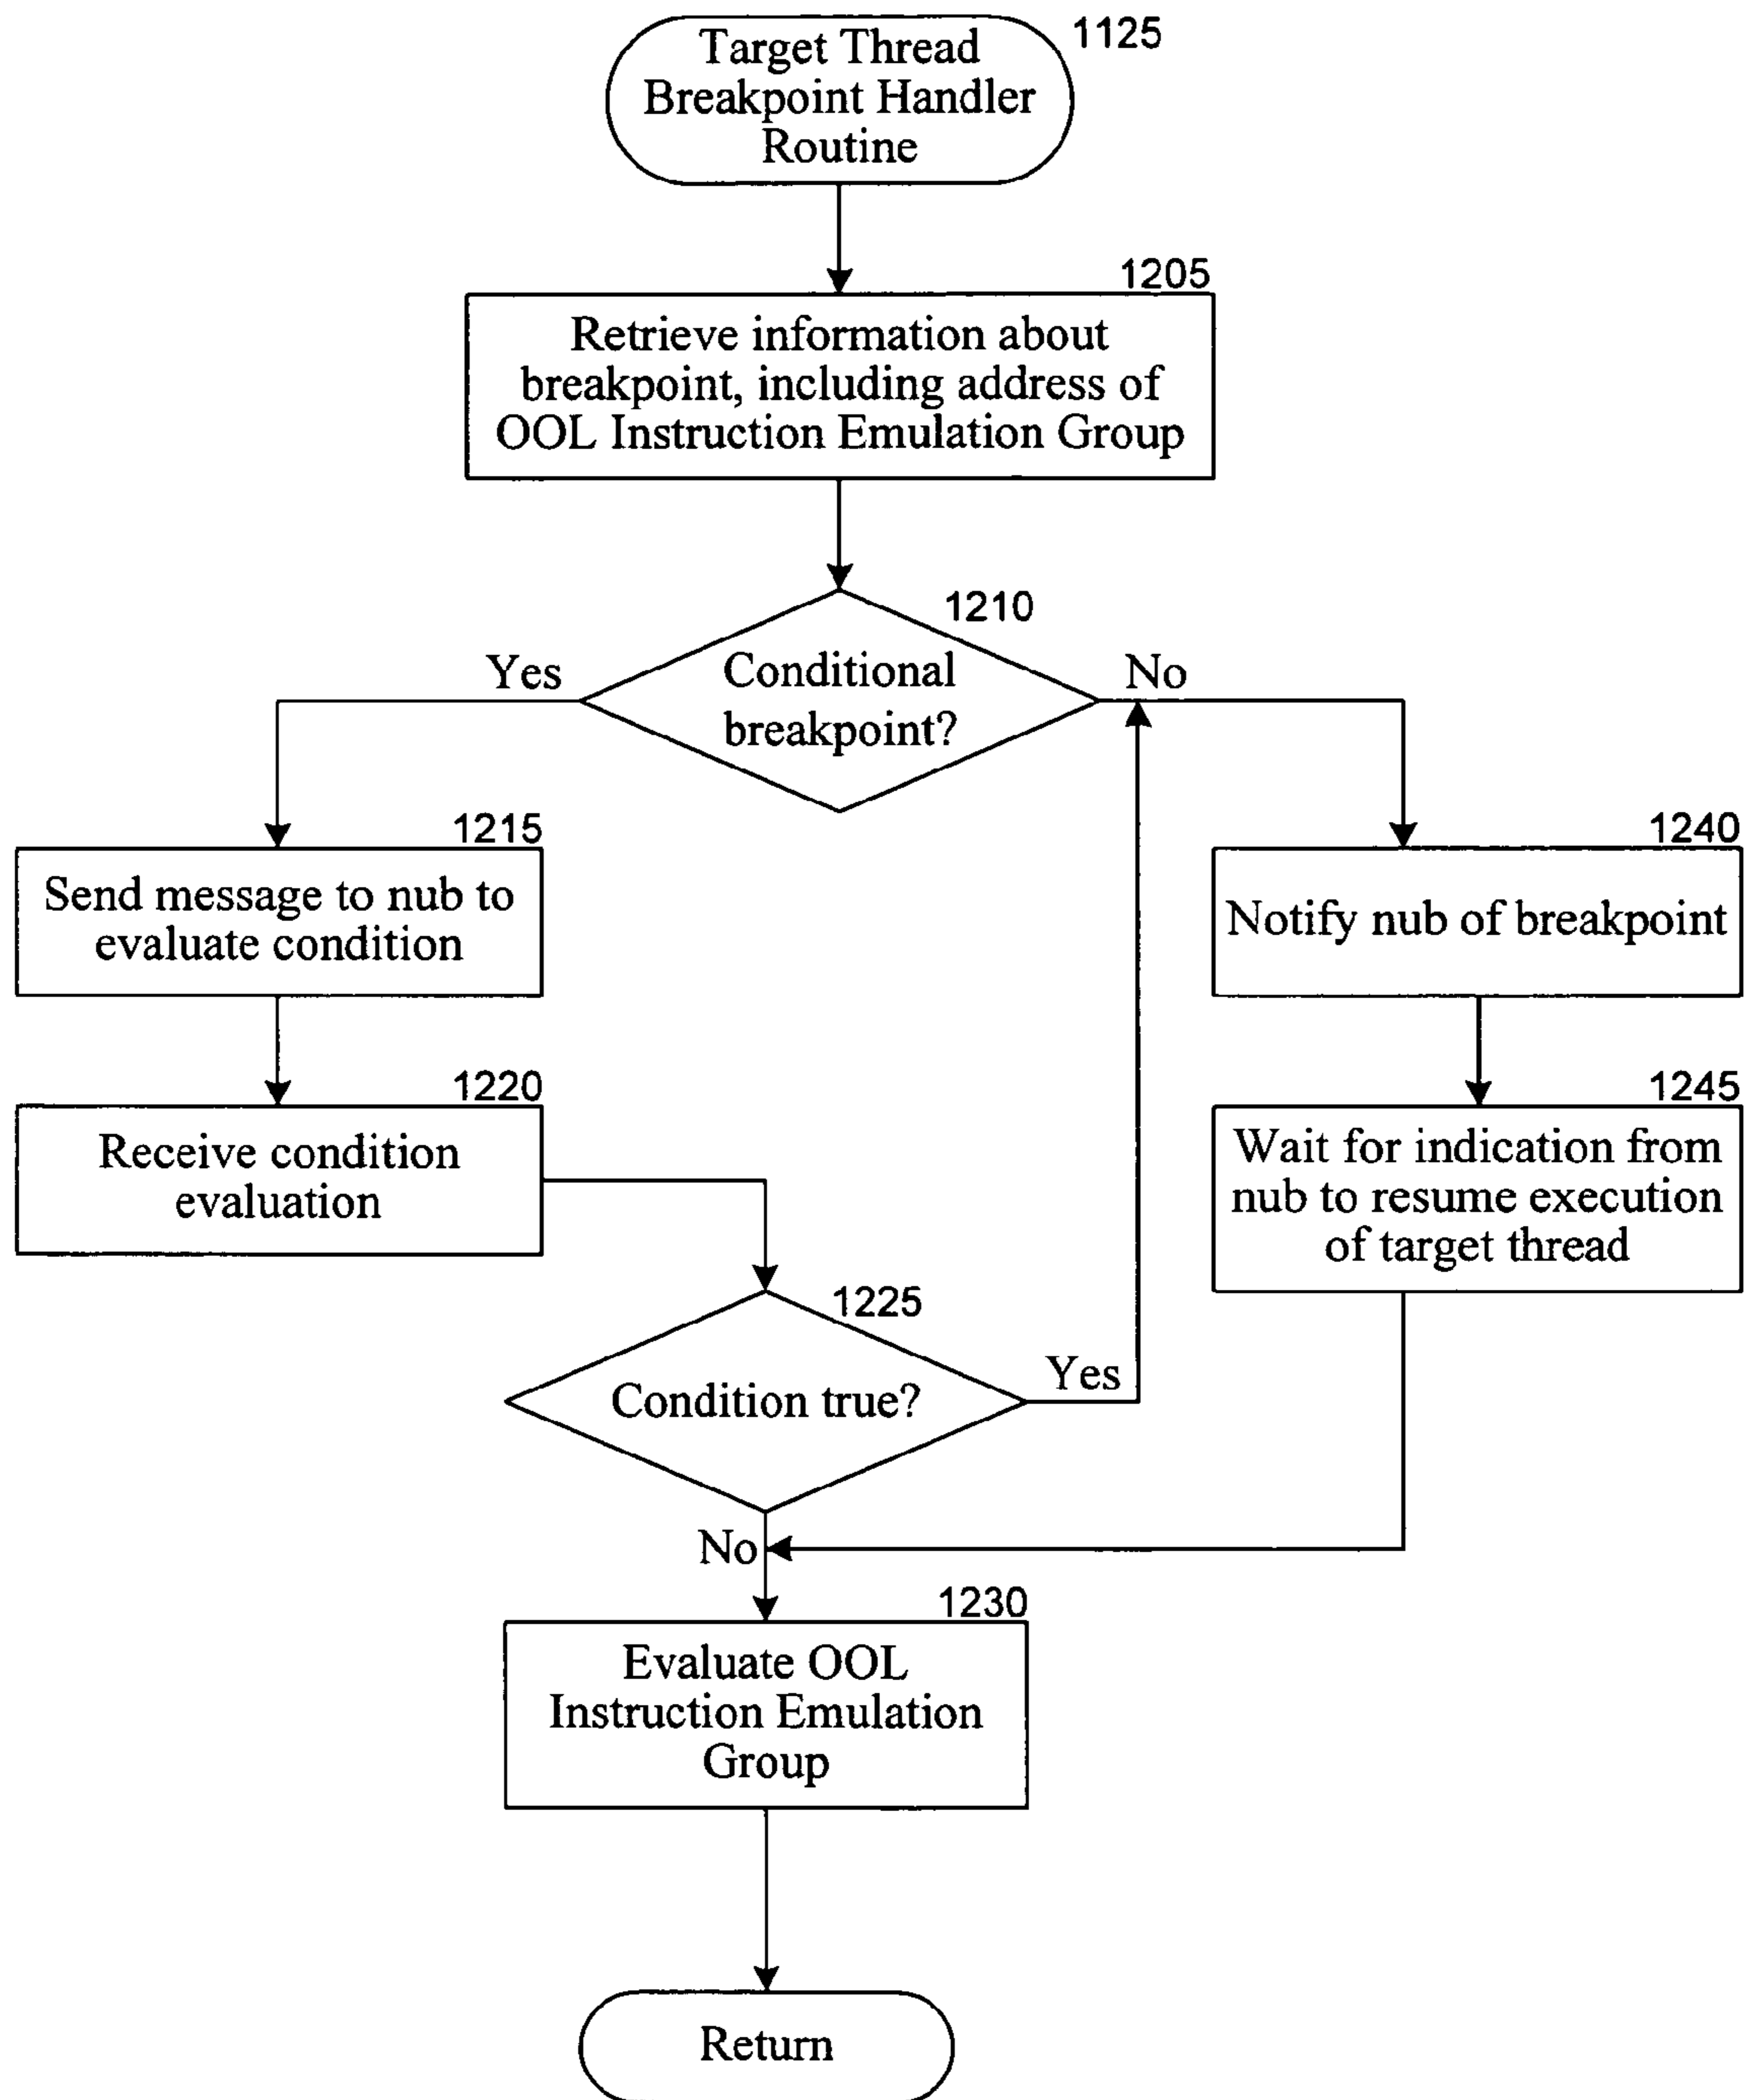 Target Thread
Breakpoint Handler
Routine
1125
1205
Retrieve information about
breakpoint, including address of
OOL Instruction Emulation Group
1210
Conditional
breakpoint?
Yes
No
1215
Send message to nub to
evaluate condition
1240
Notify nub of breakpoint
1220
Receive condition
evaluation
1245
Wait for indication from
nub to resume execution
of target thread
1225
Condition true?
Yes
No
1230
Evaluate OOL
Instruction Emulation
Group
Return